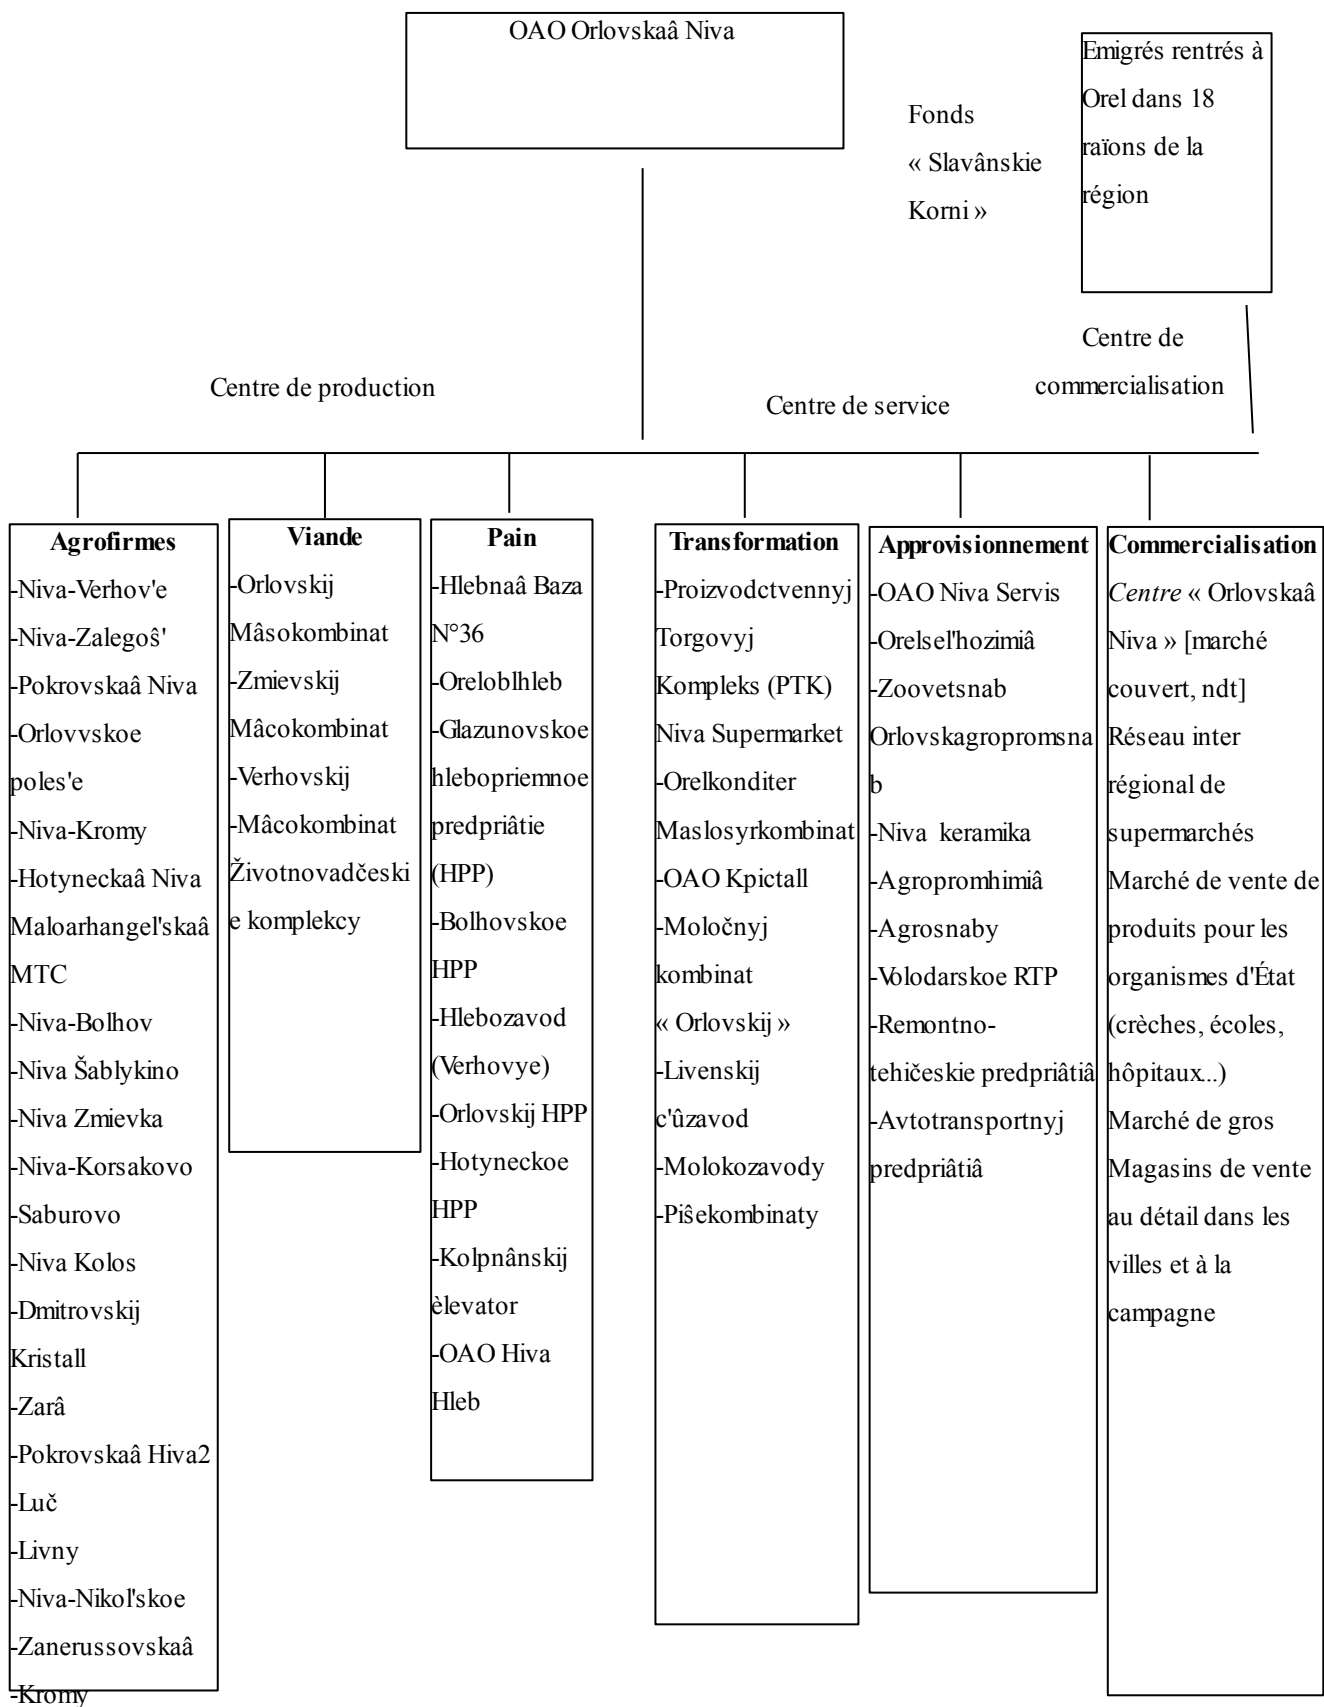 OAO Orlovskaâ Niva
Fonds
« Slavânskie
Korni »
Emigrés rentrés à
Orel dans 18
raïons de la
région
Centre de production
Centre de service
Centre de
commercialisation
Agrofirmes
-Niva-Verhov'e
-Niva-Zalegoŝ'
-Pokrovskaâ Niva
-Orlovvskoe
poles'e
-Niva-Kromy
-Hotyneckaâ Niva
Maloarhangel'skaâ
MTC
-Niva-Bolhov
-Niva Šablykino
-Niva Zmievka
-Niva-Korsakovo
-Saburovo
-Niva Kolos
-Dmitrovskij
Kristall
-Zarâ
-Pokrovskaâ Hiva2
-Luč
-Livny
-Niva-Nikol'skoe
-Zanerussovskaâ
-Kromy
Viande
-Orlovskij
Mâsokombinat
-Zmievskij
Mâcokombinat
-Verhovskij
-Mâcokombinat
Životnovadčeski
e komplekcy
Pain
-Hlebnaâ Baza
N°36
-Oreloblhleb
-Glazunovskoe
hlebopriemnoe
predpriâtie
(HPP)
-Bolhovskoe
HPP
-Hlebozavod
(Verhovye)
-Orlovskij HPP
-Hotyneckoe
HPP
-Kolpnânskij
èlevator
-OAO Hiva
Hleb
Transformation
-Proizvodctvennyj
Torgovyj
Kompleks (PTK)
Niva Supermarket
-Orelkonditer
Maslosyrkombinat
-OAO Kpictall
-Moločnyj
kombinat
« Orlovskij »
-Livenskij
c'ûzavod
-Molokozavody
-Piŝekombinaty
Approvisionnement
-OAO Niva Servis
-Orelsel'hozimiâ
-Zoovetsnab
Orlovskagropromsna
b
-Niva keramika
-Agropromhimiâ
-Agrosnaby
-Volodarskoe RTP
-Remontno-
tehičeskie predpriâtiâ
-Avtotransportnyj
predpriâtiâ
Commercialisation
Centre « Orlovskaâ
Niva » [marché
couvert, ndt]
Réseau inter
régional de
supermarchés
Marché de vente de
produits pour les
organismes d'État
(crèches, écoles,
hôpitaux...)
Marché de gros
Magasins de vente
au détail dans les
villes et à la
campagne